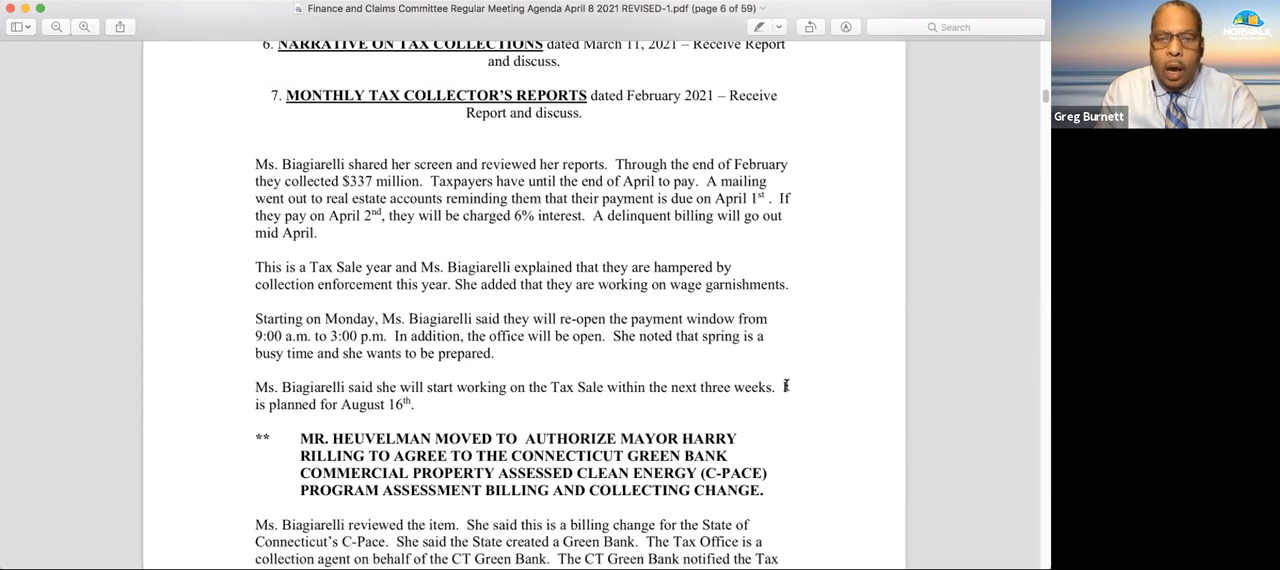 Finance and Claims Committee Regular Meeting Agenda April 8 2021 REVISED-1.pdf (page 6 of 59)
Search
6. NARRATIVE ON TAX COLLECTIONS dated March 11, 2021 – Receive Report
and discuss.
7. MONTHLY TAX COLLECTOR'S REPORTS dated February 2021 – Receive
Report and discuss.
Ms. Biagiarelli shared her screen and reviewed her reports. Through the end of February
they collected $337 million. Taxpayers have until the end of April to pay. A mailing
went out to real estate accounts reminding them that their payment is due on April 1st . If
they pay on April 2nd, they will be charged 6% interest. A delinquent billing will go out
mid April.
This is a Tax Sale year and Ms. Biagiarelli explained that they are hampered by
collection enforcement this year. She added that they are working on wage garnishments.
Starting on Monday, Ms. Biagiarelli said they will re-open the payment window from
9:00 a.m. to 3:00 p.m. In addition, the office will be open. She noted that spring is a
busy time and she wants to be prepared.
Ms. Biagiarelli said she will start working on the Tax Sale within the next three weeks.
is planned for August 16th.
** MR. HEUVELMAN MOVED TO AUTHORIZE MAYOR HARRY
RILLING TO AGREE TO THE CONNECTICUT GREEN BANK
COMMERCIAL PROPERTY ASSESSED CLEAN ENERGY (C-PACE)
PROGRAM ASSESSMENT BILLING AND COLLECTING CHANGE.
Ms. Biagiarelli reviewed the item. She said this is a billing change for the State of
Connecticut's C-Pace. She said the State created a Green Bank. The Tax Office is a
collection agent on behalf of the CT Green Bank. The CT Green Bank notified the Tax
NORWALK
Greg Burnett